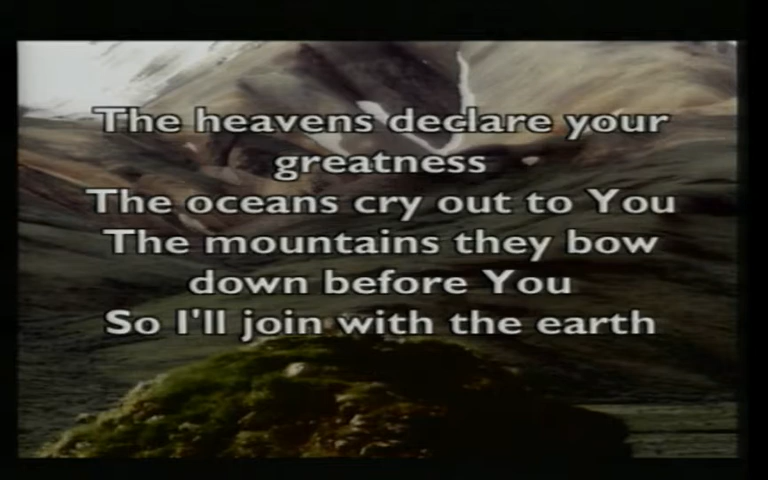 The heavens declare your
greatness
The oceans cry out to You
The mountains they bow
down before You
So I'll join with the earth